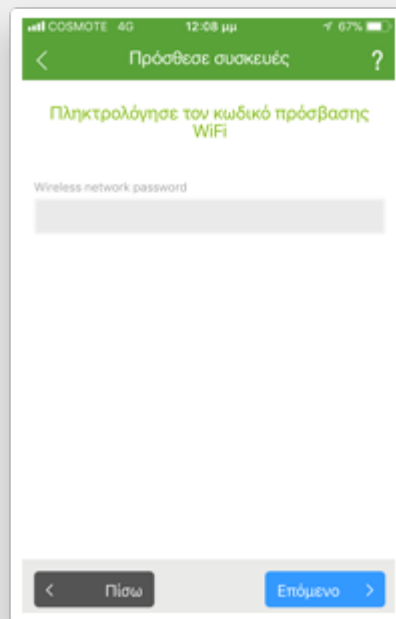 COSMOTE 4G 12:08 μμ 67%
Πρόσθεσε συσκευές ?
Πληκτρολόγησε τον κωδικό πρόσβασης
WiFi
Wireless network password
< Πίσω
Επόμενο >